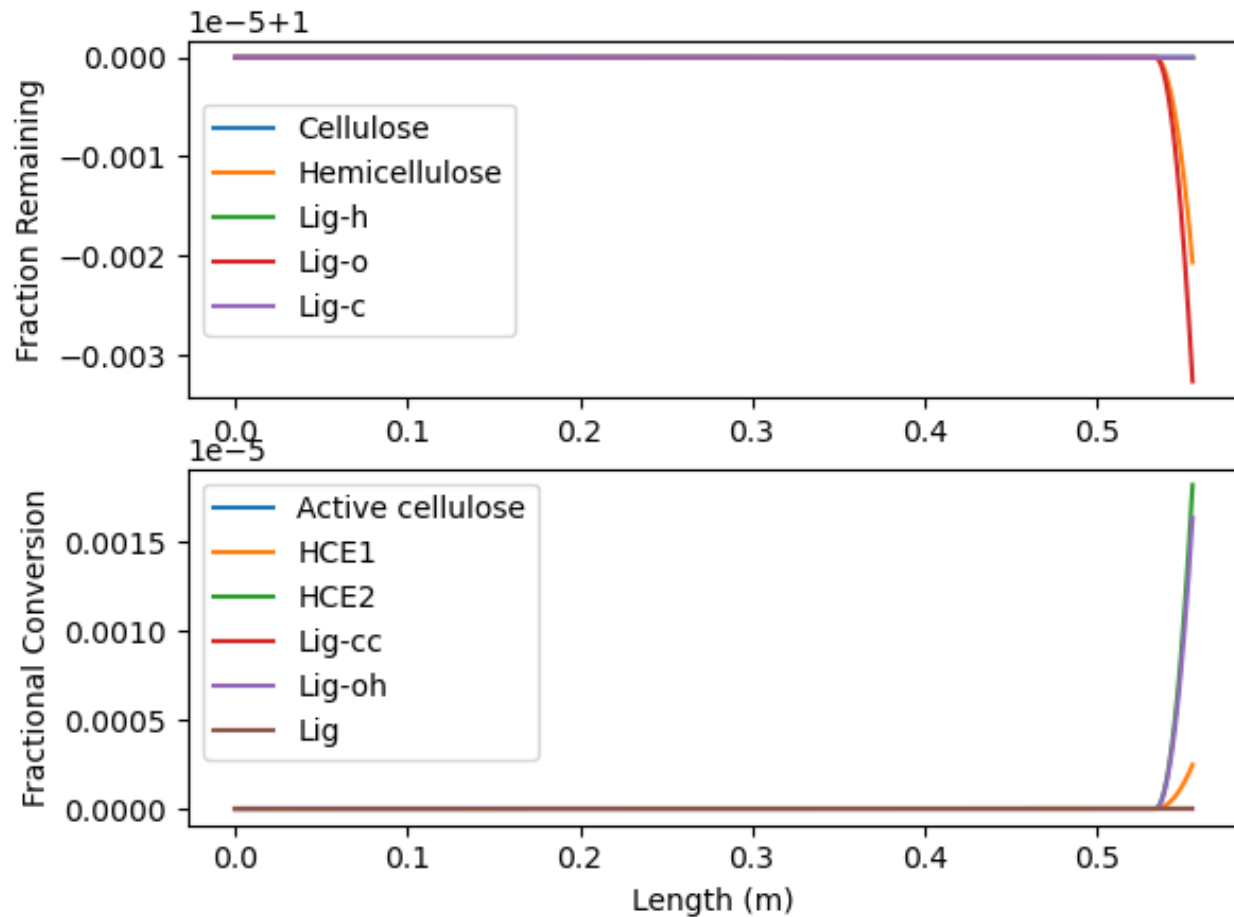 1e−5+1
0.000
−0.001
−0.002
−0.003
Fraction Remaining
Cellulose
Hemicellulose
Lig-h
Lig-o
Lig-c
0.0 0.1 0.2 0.3 0.4 0.5
1e−5
0.0015
0.0010
0.0005
0.0000
Fractional Conversion
Active cellulose
HCE1
HCE2
Lig-cc
Lig-oh
Lig
0.0 0.1 0.2 0.3 0.4 0.5
Length (m)